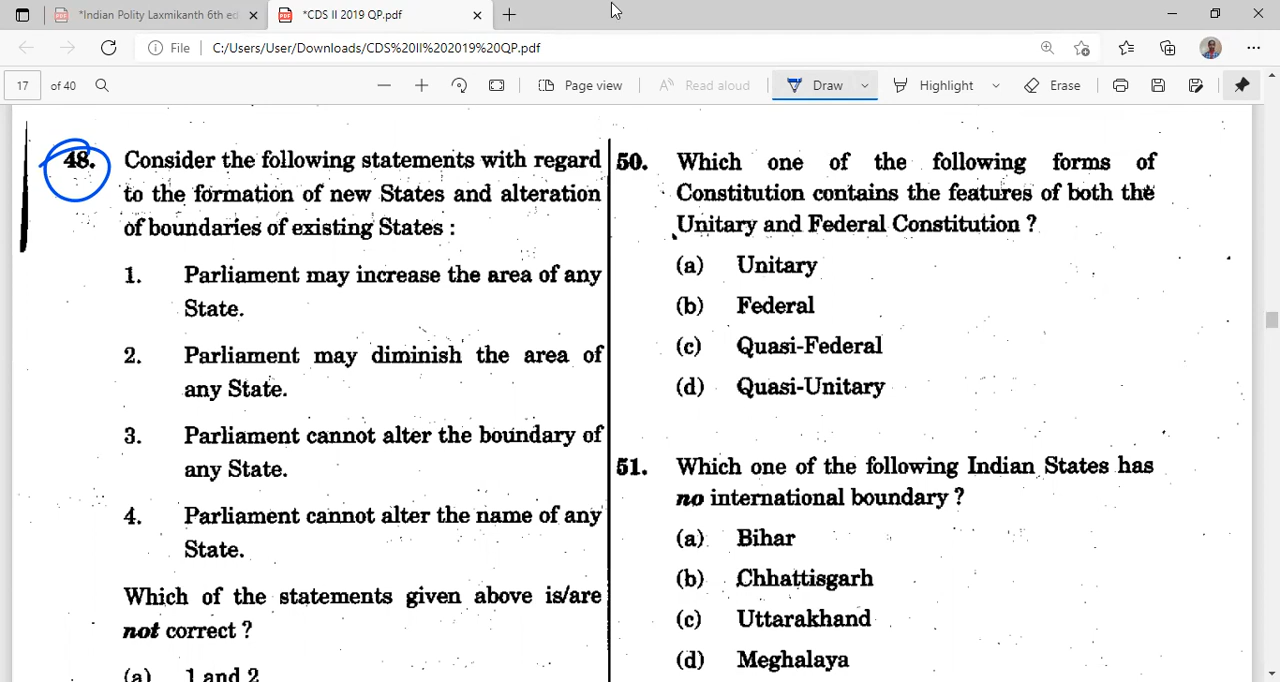 *Indian Polity Laxmikanth 6th ed
*CDS II 2019 QP.pdf
File
C:/Users/User/Downloads/CDS%20II%202019%20QP.pdf
17 of 40
Page view
Read aloud
Draw
Highlight
Erase
48. Consider the following statements with regard
to the formation of new States and alteration
of boundaries of existing States :
1. Parliament may increase the area of any
State.
2. Parliament may diminish the area of
any State.
3. Parliament cannot alter the boundary of
any State.
4. Parliament cannot alter the name of any
State.
Which of the statements given above is/are
not correct ?
(a) 1 and 2
50. Which one of the following forms of
Constitution contains the features of both the
Unitary and Federal Constitution ?
(a) Unitary
(b) Federal
(c) Quasi-Federal
(d) Quasi-Unitary
51. Which one of the following Indian States has
no international boundary ?
(a) Bihar
(b) Chhattisgarh
(c) Uttarakhand
(d) Meghalaya